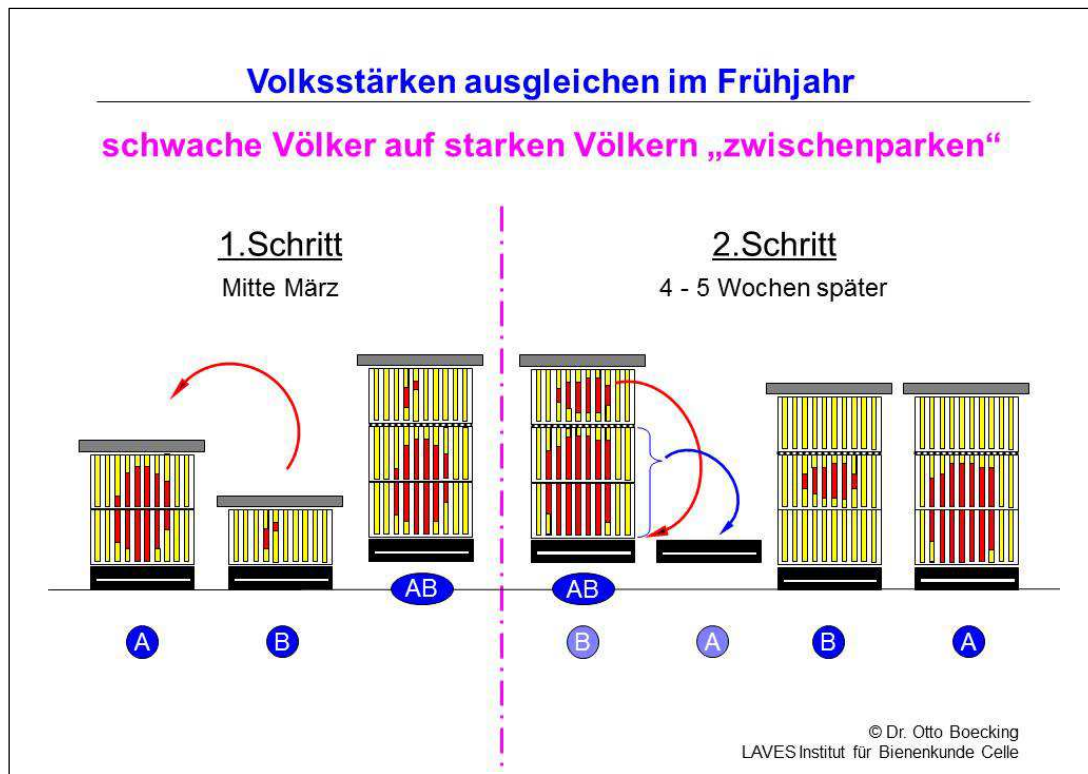 Volksstärken ausgleichen im Frühjahr
schwache Völker auf starken Völkern „zwischenparken“
1.Schritt
Mitte März
2.Schritt
4 - 5 Wochen später
AB
AB
A
B
B
A
B
A
© Dr. Otto Boecking
LAVES Institut für Bienenkunde Celle